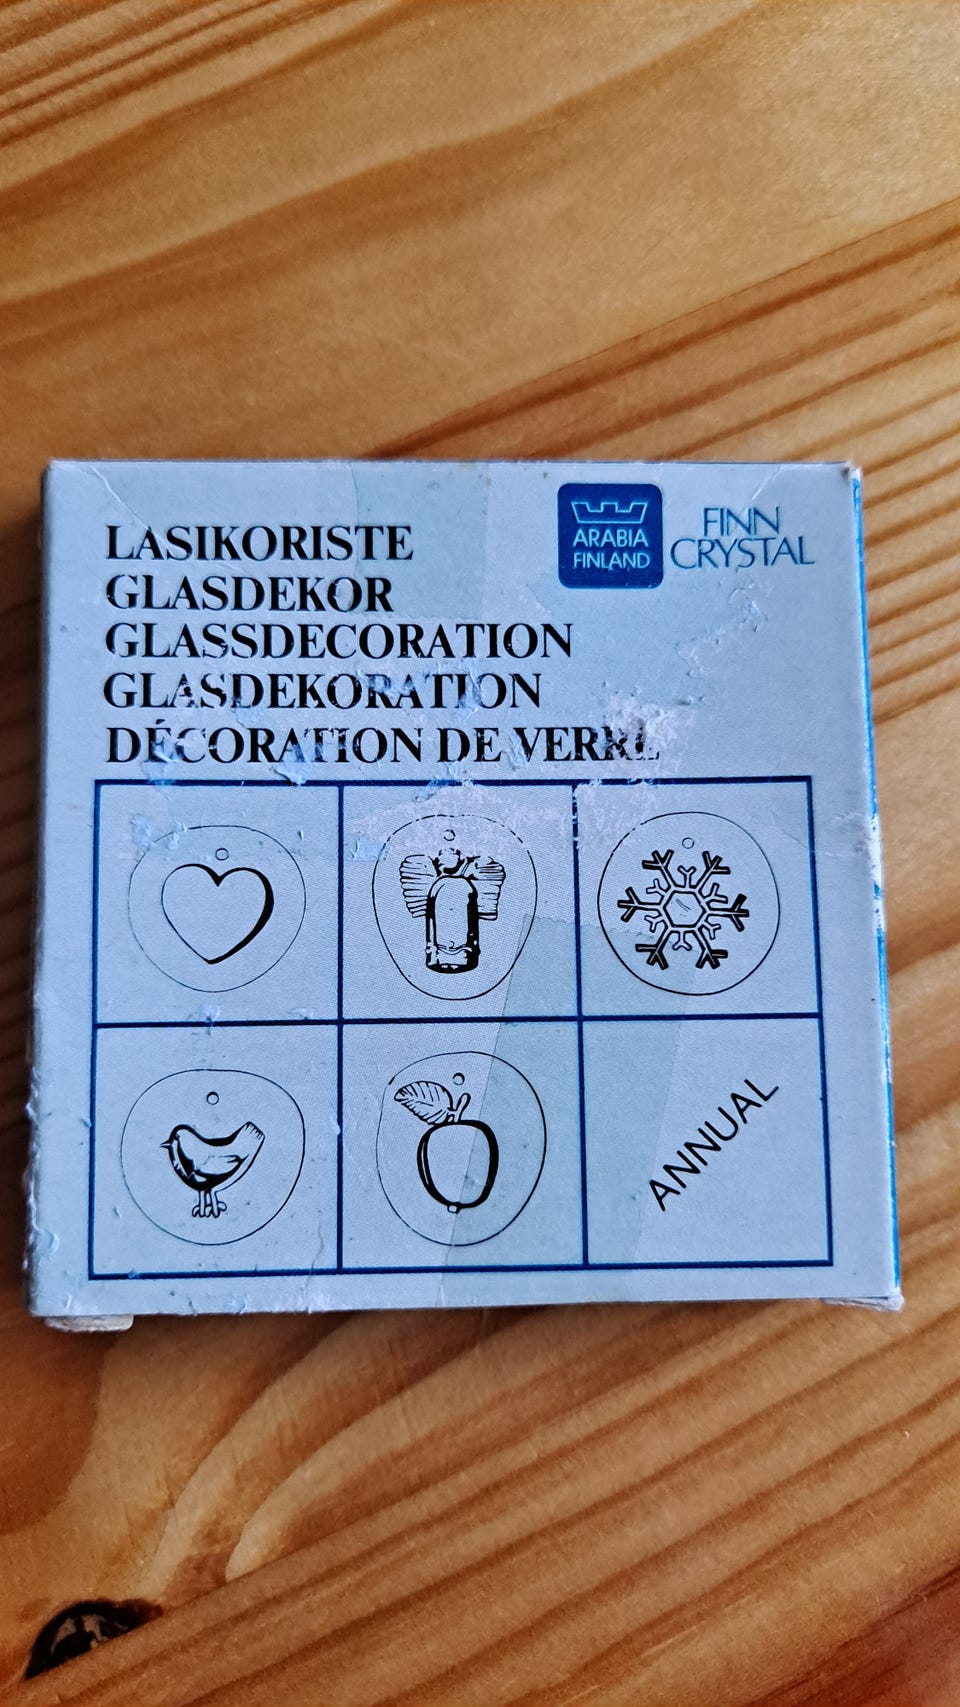 LASIKORISTE
GLASDEKOR
GLASSDECORATION
GLASDEKORATION
DÉCORATION DE VERRE
ARABIA
FINLAND
FINN
CRYSTAL
ANNUAL